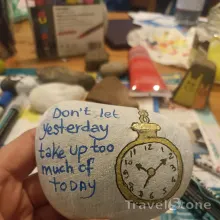 Don't let
yesterday
take up too
much of
TODAY
TravelStone